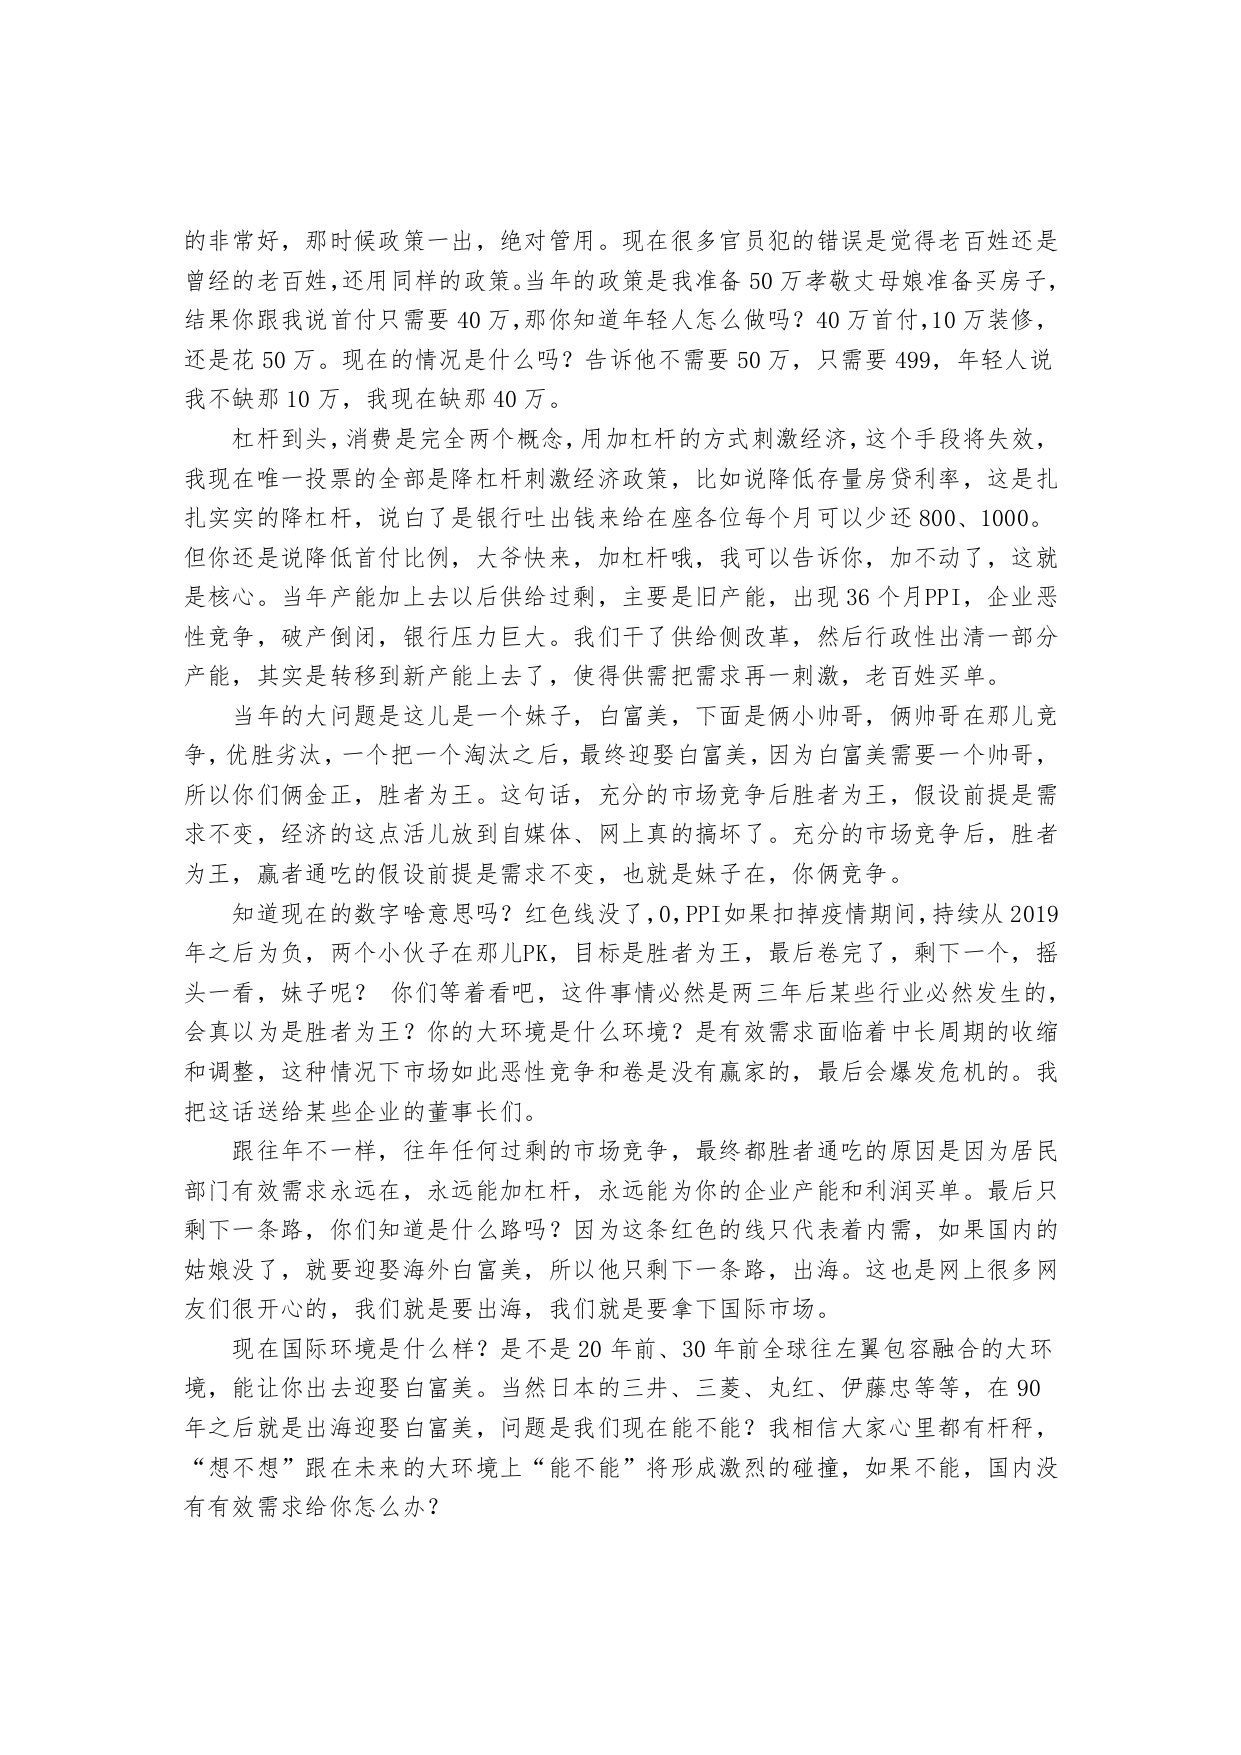 的非常好，那时候政策一出，绝对管用。现在很多官员犯的错误是觉得老百姓还是
曾经的老百姓，还用同样的政策。当年的政策是我准备 50 万孝敬丈母娘准备买房子，
结果你跟我说首付只需要 40 万，那你知道年轻人怎么做吗？40 万首付，10 万装修，
还是花 50 万。现在的情况是什么吗？告诉他不需要 50 万，只需要 499，年轻人说
我不缺那 10 万，我现在缺那 40 万。
杠杆到头，消费是完全两个概念，用加杠杆的方式刺激经济，这个手段将失效，
我现在唯一投票的全部是降杠杆刺激经济政策，比如说降低存量房贷利率，这是扎
扎实实的降杠杆，说白了是银行吐出钱来给在座各位每个月可以少还 800、1000。
但你还是说降低首付比例，大爷快来，加杠杆哦，我可以告诉你，加不动了，这就
是核心。当年产能加上去以后供给过剩，主要是旧产能，出现 36 个月PPI，企业恶
性竞争，破产倒闭，银行压力巨大。我们干了供给侧改革，然后行政性出清一部分
产能，其实是转移到新产能上去了，使得供需把需求再一刺激，老百姓买单。
当年的大问题是这儿是一个妹子，白富美，下面是俩小帅哥，俩帅哥在那儿竞
争，优胜劣汰，一个把一个淘汰之后，最终迎娶白富美，因为白富美需要一个帅哥，
所以你们俩金正，胜者为王。这句话，充分的市场竞争后胜者为王，假设前提是需
求不变，经济的这点活儿放到自媒体、网上真的搞坏了。充分的市场竞争后，胜者
为王，赢者通吃的假设前提是需求不变，也就是妹子在，你俩竞争。
知道现在的数字啥意思吗？红色线没了，0，PPI如果扣掉疫情期间，持续从 2019
年之后为负，两个小伙子在那儿PK，目标是胜者为王，最后卷完了，剩下一个，摇
头一看，妹子呢？ 你们等着看吧，这件事情必然是两三年后某些行业必然发生的，
会真以为是胜者为王？你的大环境是什么环境？是有效需求面临着中长周期的收缩
和调整，这种情况下市场如此恶性竞争和卷是没有赢家的，最后会爆发危机的。我
把这话送给某些企业的董事长们。
跟往年不一样，往年任何过剩的市场竞争，最终都胜者通吃的原因是因为居民
部门有效需求永远在，永远能加杠杆，永远能为你的企业产能和利润买单。最后只
剩下一条路，你们知道是什么路吗？因为这条红色的线只代表着内需，如果国内的
姑娘没了，就要迎娶海外白富美，所以他只剩下一条路，出海。这也是网上很多网
友们很开心的，我们就是要出海，我们就是要拿下国际市场。
现在国际环境是什么样？是不是 20 年前、30 年前全球往左翼包容融合的大环
境，能让你出去迎娶白富美。当然日本的三井、三菱、丸红、伊藤忠等等，在 90
年之后就是出海迎娶白富美，问题是我们现在能不能？我相信大家心里都有杆秤，
“想不想”跟在未来的大环境上“能不能”将形成激烈的碰撞，如果不能，国内没
有有效需求给你怎么办？